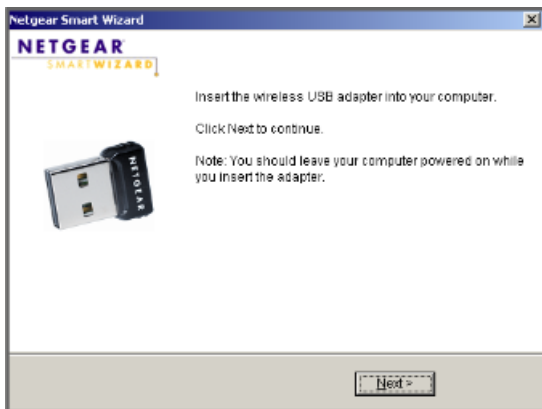 Netgear Smart Wizard
NETGEAR
SMARTWIZARD
Insert the wireless USB adapter into your computer.
Click Next to continue.
Note: You should leave your computer powered on while
you insert the adapter.
NETGEAR
Next >